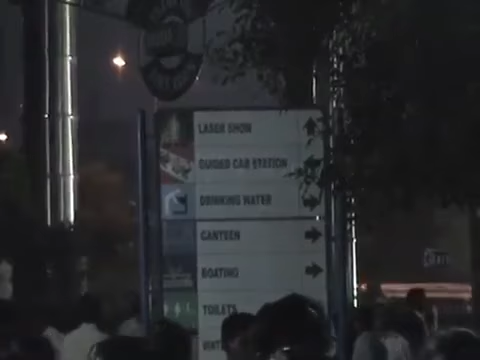 LASER SHOW
GUIDED CAR STATION
DRINKING WATER
CANTEEN
BOATING
TOILETS